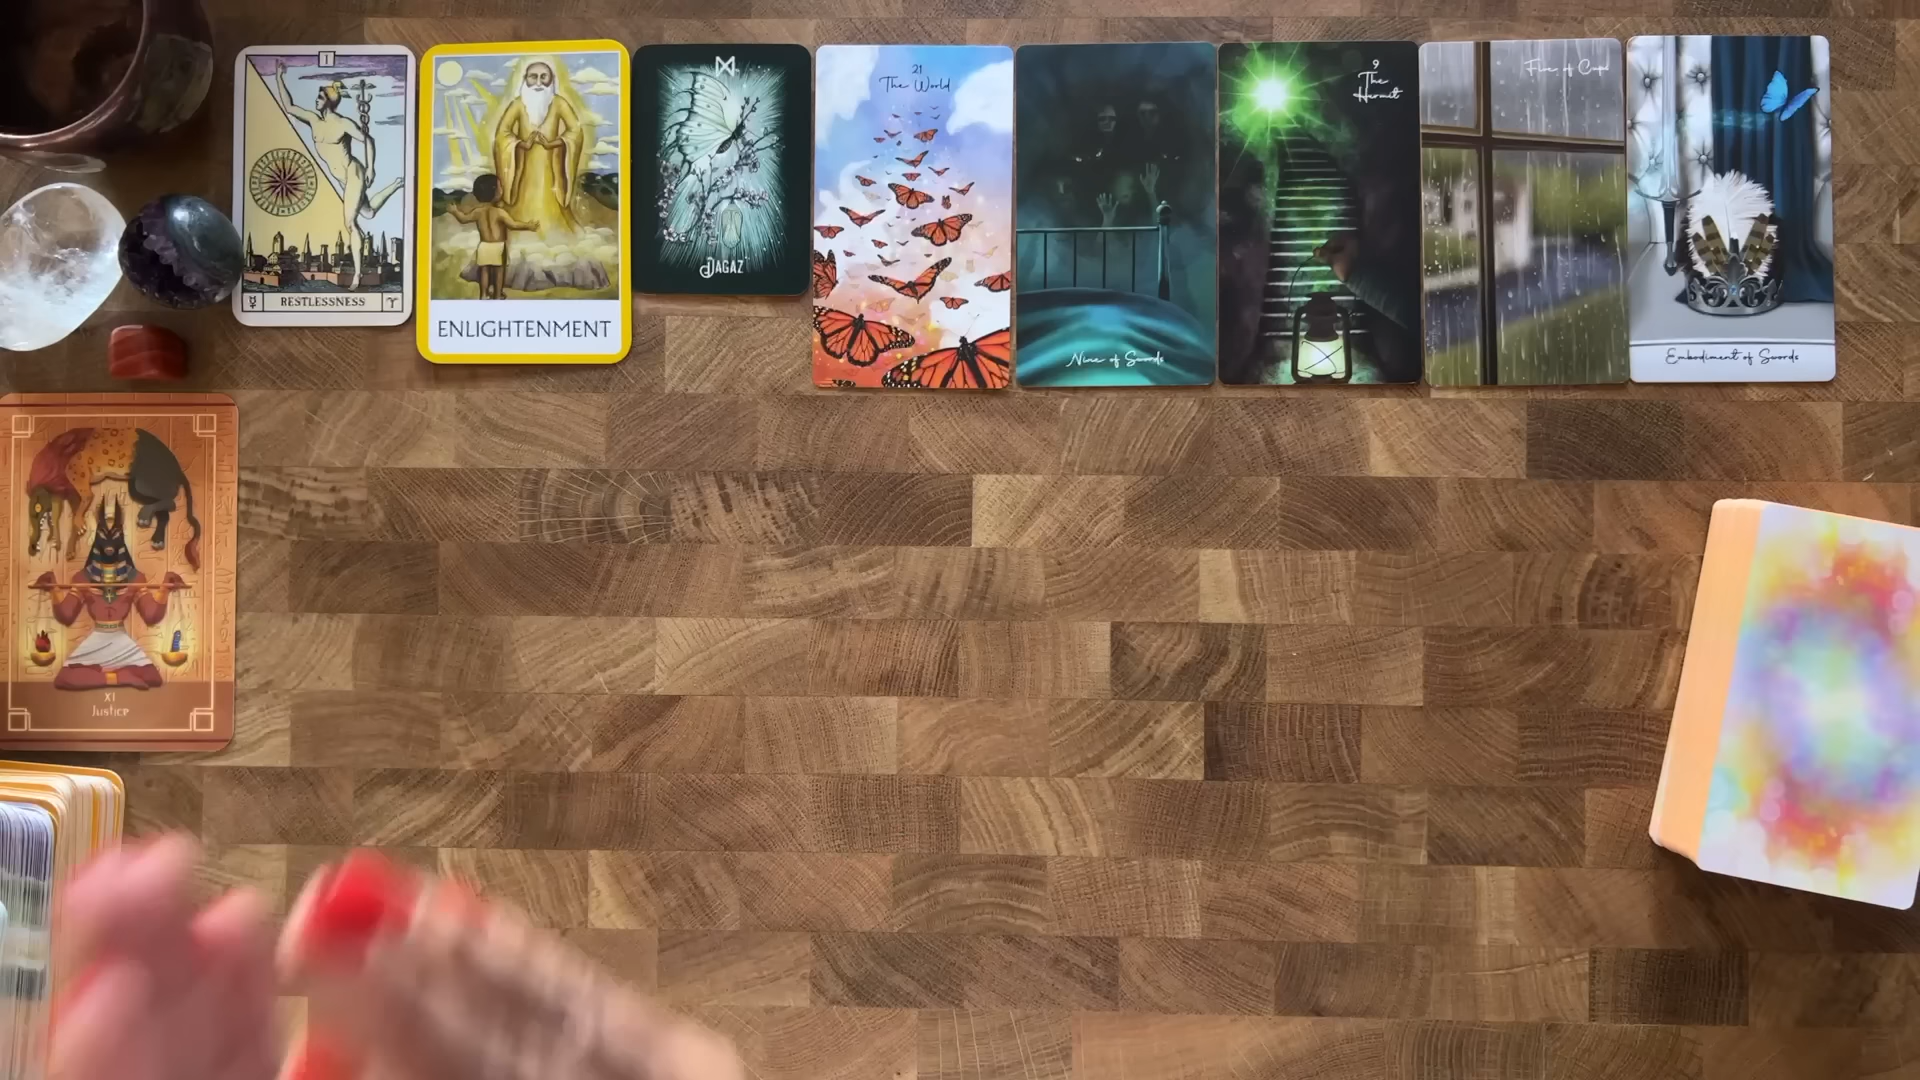 I
RESTLESSNESS
ENLIGHTENMENT
DAGAZ
21
The World
Nine of Swords
9
The
Hermit
Five of Cups
Embodiment of Swords
XI
Justice